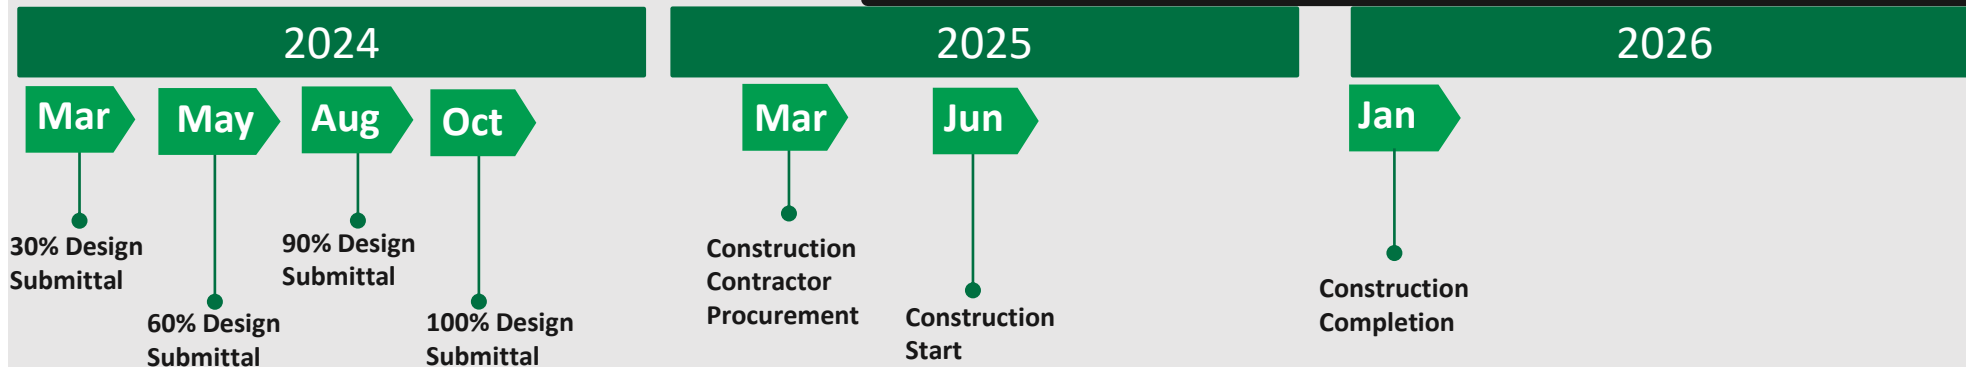 2024
2025
2026
Mar
May
Aug
Oct
Mar
Jun
Jan
30% Design
Submittal
60% Design
Submittal
90% Design
Submittal
100% Design
Submittal
Construction
Contractor
Procurement
Construction
Start
Construction
Completion